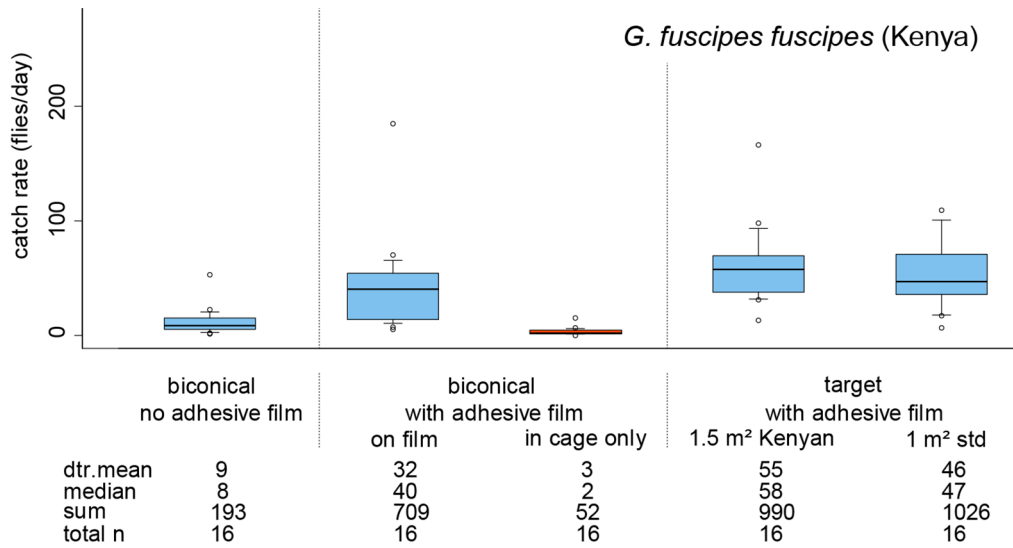 G. fuscipes fuscipes (Kenya)
catch rate (flies/day)
200
100
0
biconical biconical target
no adhesive film with adhesive film with adhesive film
on film in cage only 1.5 m² Kenyan 1 m² std
dtr.mean 9 32 3 55 46
median 8 40 2 58 47
sum 193 709 52 990 1026
total n 16 16 16 16 16